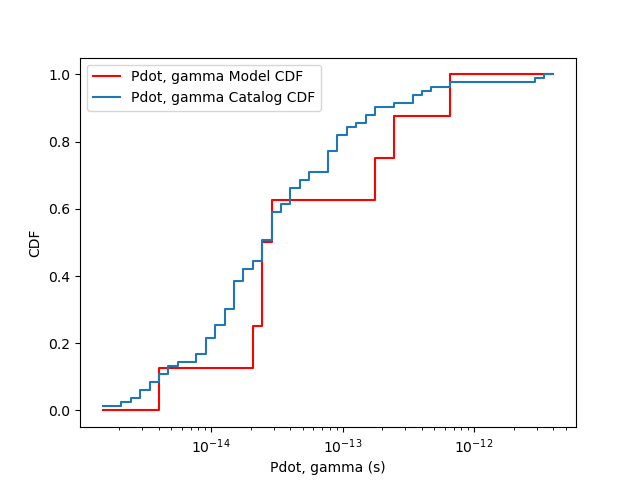 Pdot, gamma Model CDF
Pdot, gamma Catalog CDF
1.0
0.8
0.6
0.4
0.2
0.0
CDF
10⁻¹⁴ 10⁻¹³ 10⁻¹²
Pdot, gamma (s)